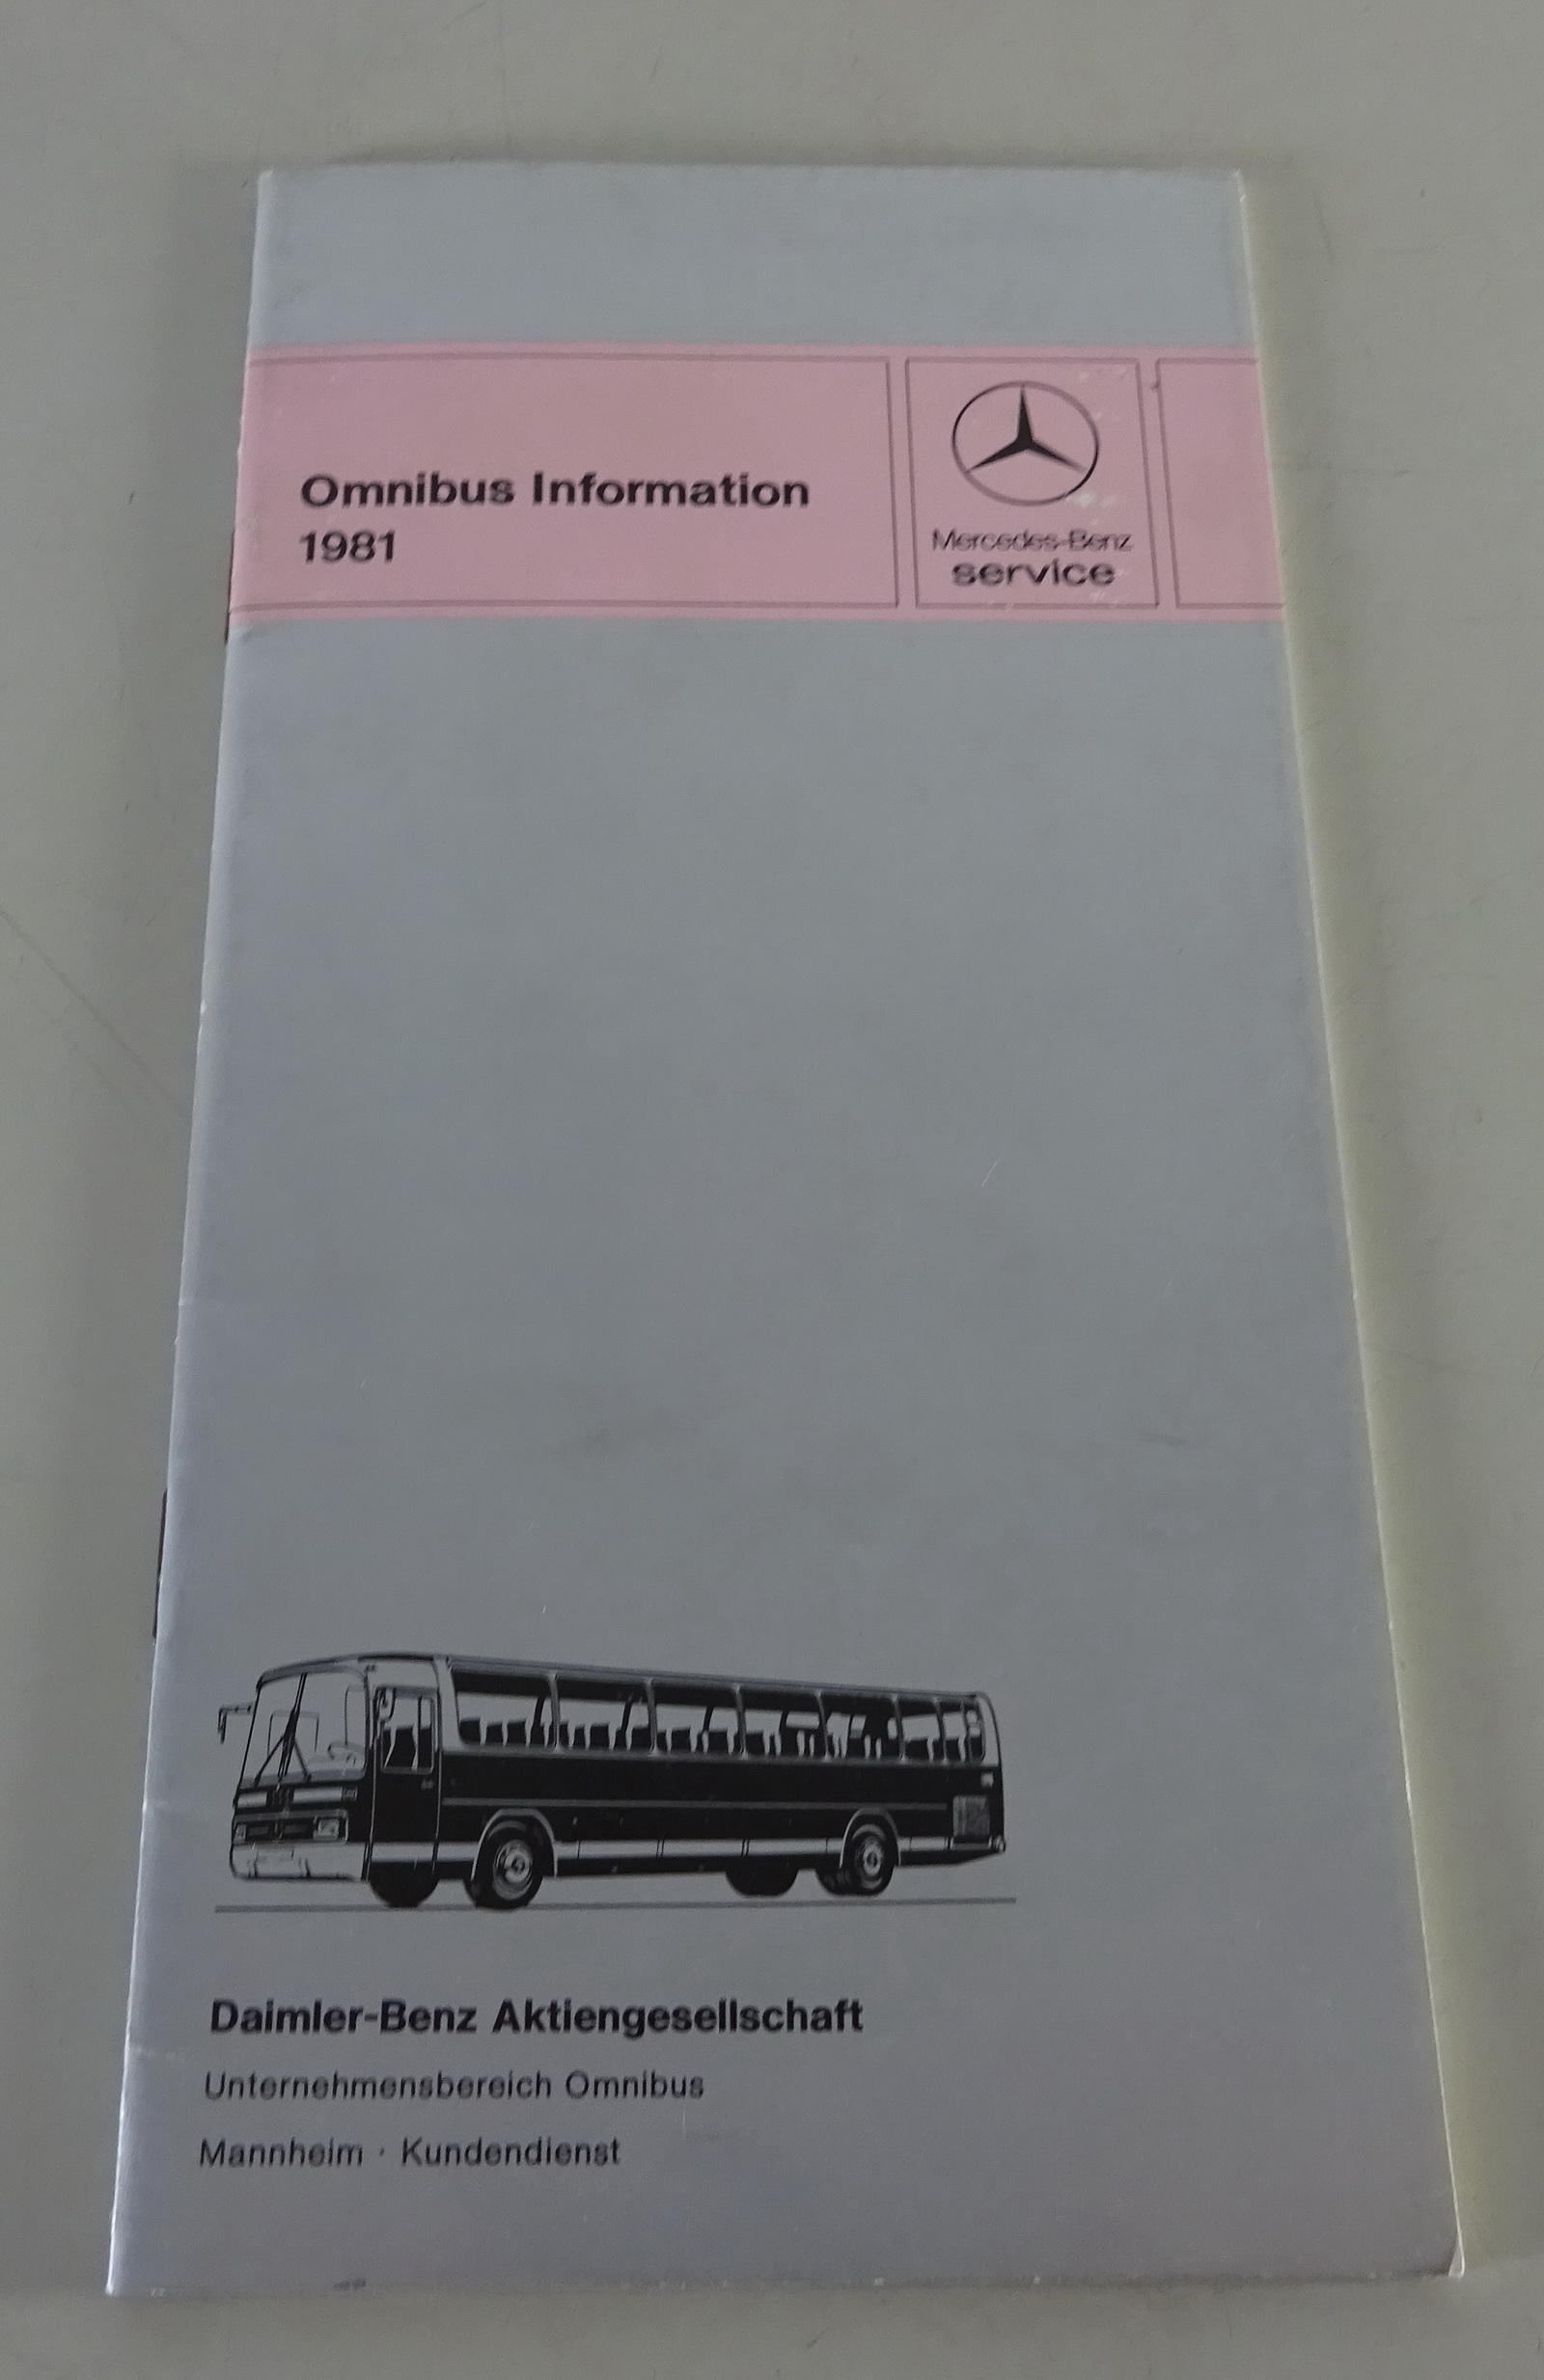 Omnibus Information
1981
Mercedes-Benz
service
Daimler-Benz Aktiengesellschaft
Unternehmensbereich Omnibus
Mannheim · Kundendienst